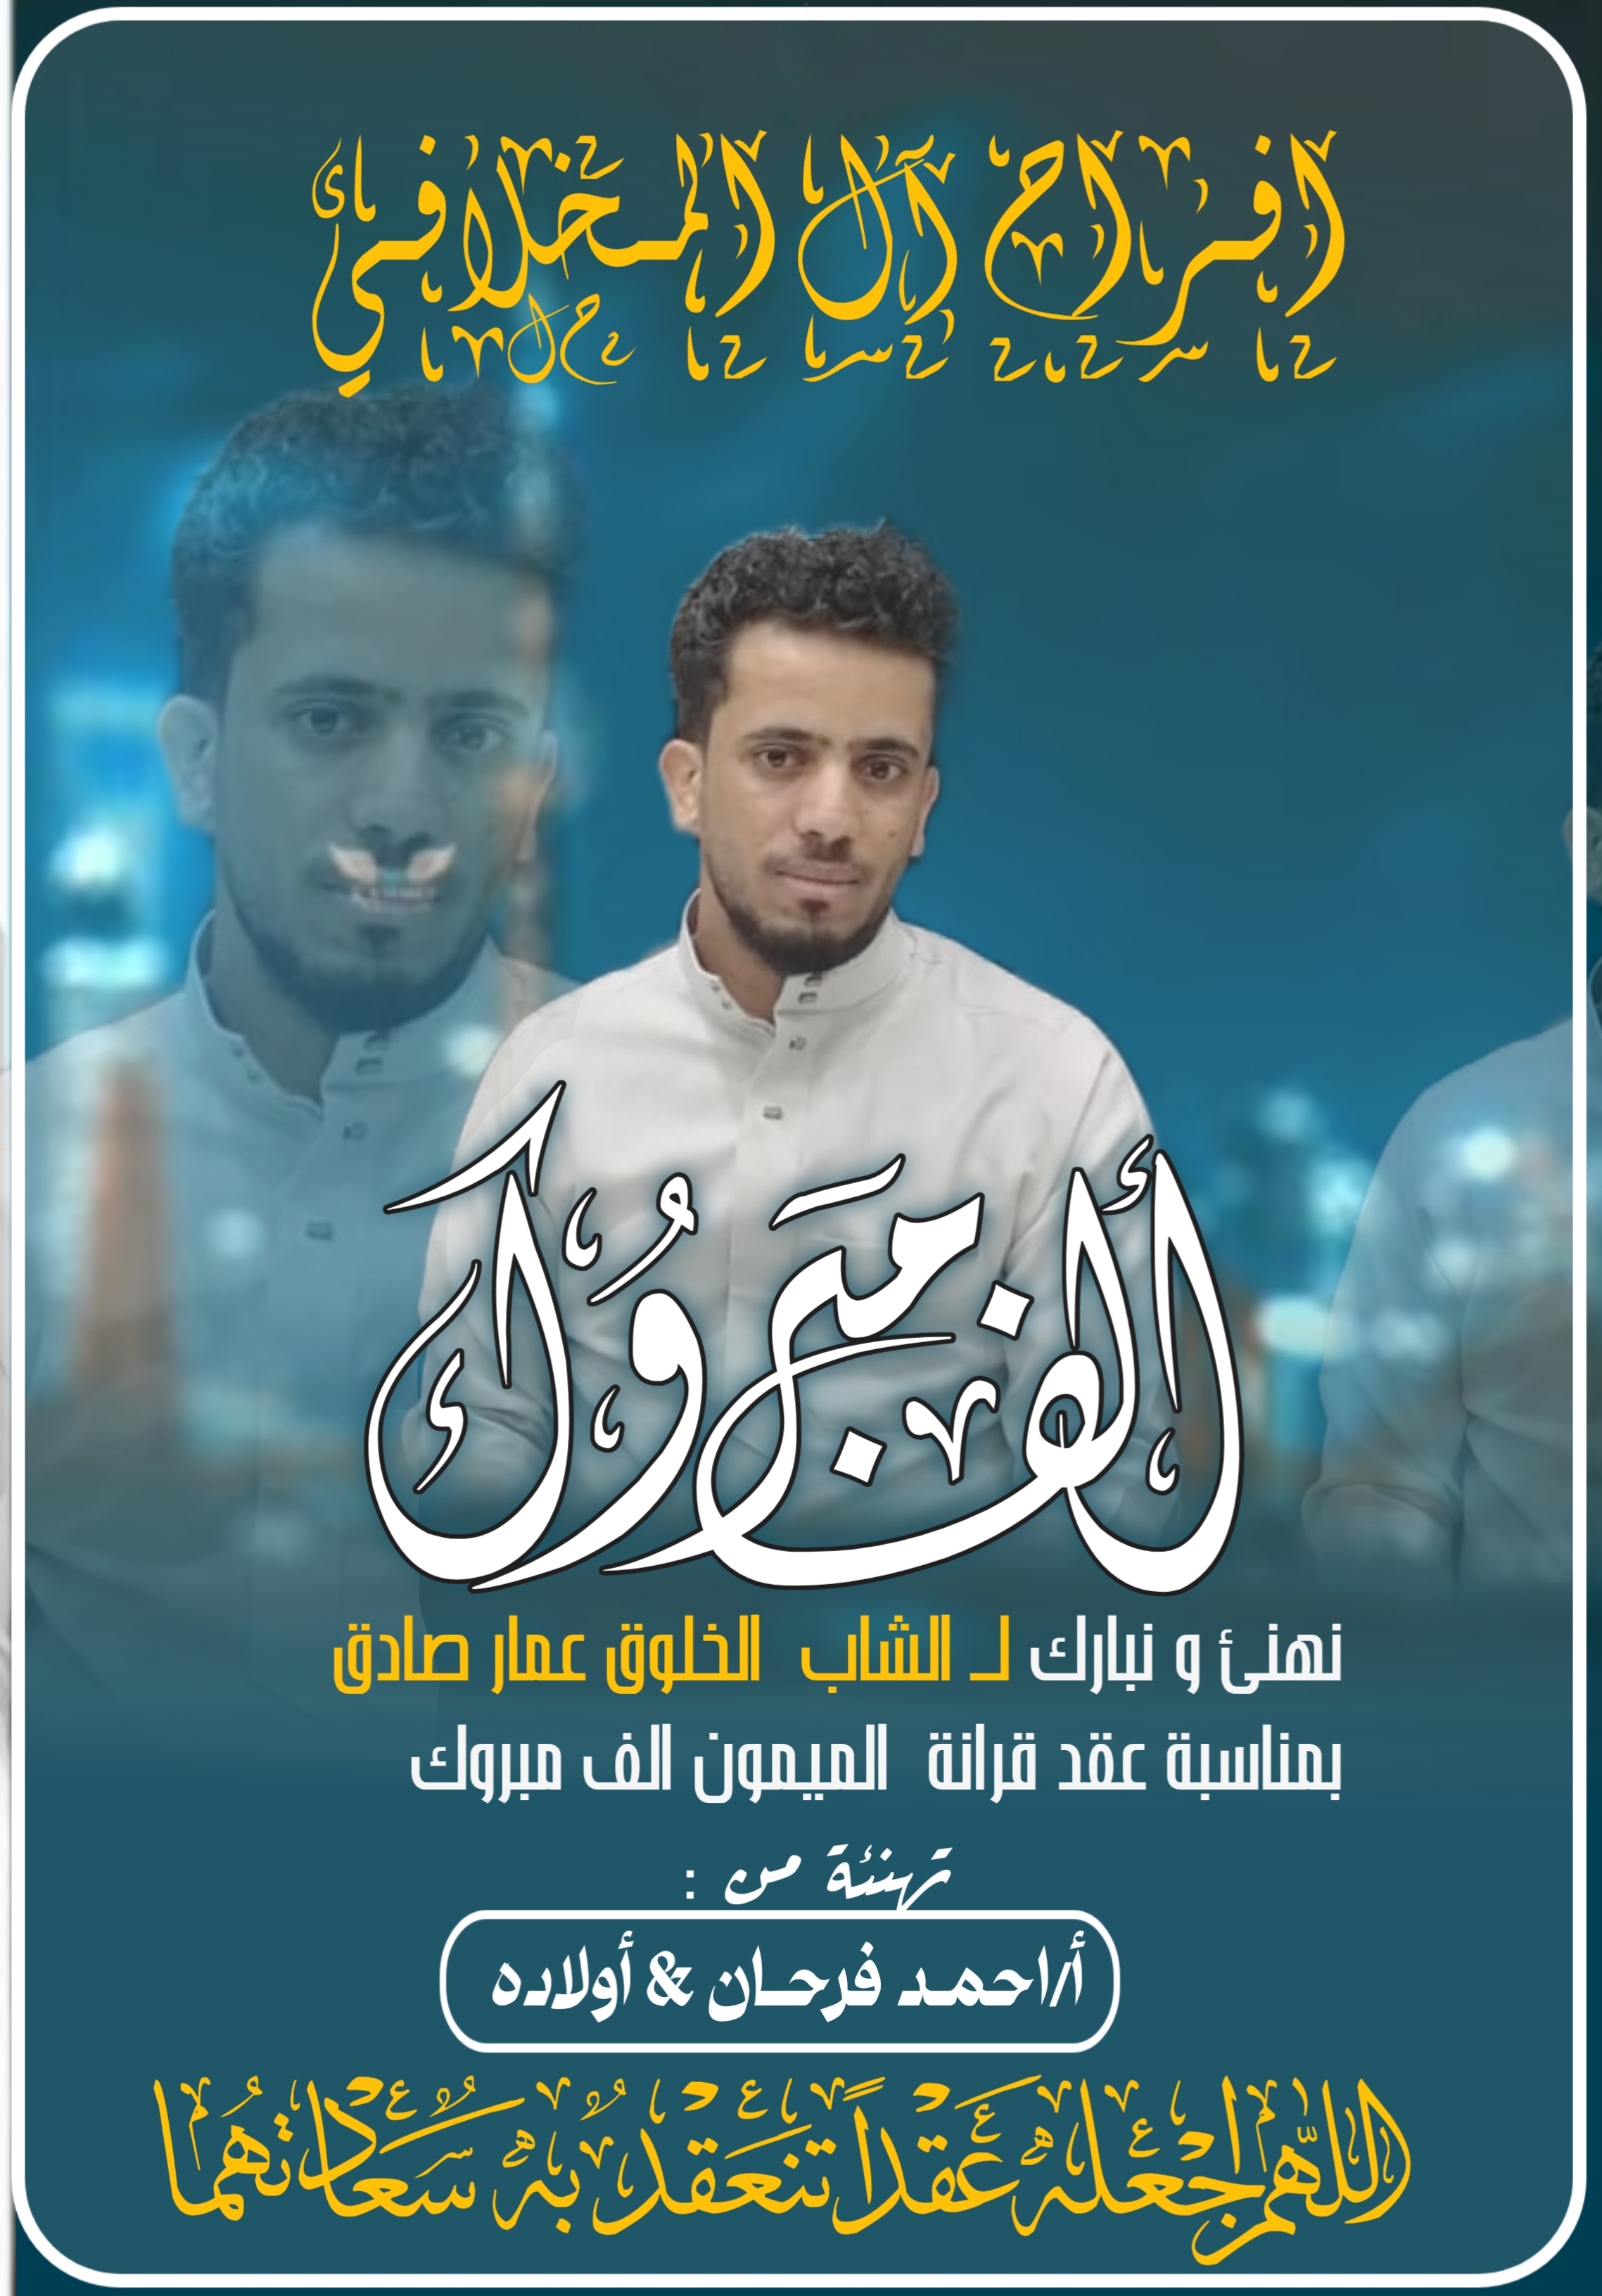 افراح آل المخلافي
ألف مبروك
نهنئ و نبارك لـ الشاب الخلوق عمار صادق
بمناسبة عقد قرانة الميمون الف مبروك
تهنئة من :
أ/احمد فرحان & أولاده
اللهم اجعله عقداً تنعقد به سعادتهما